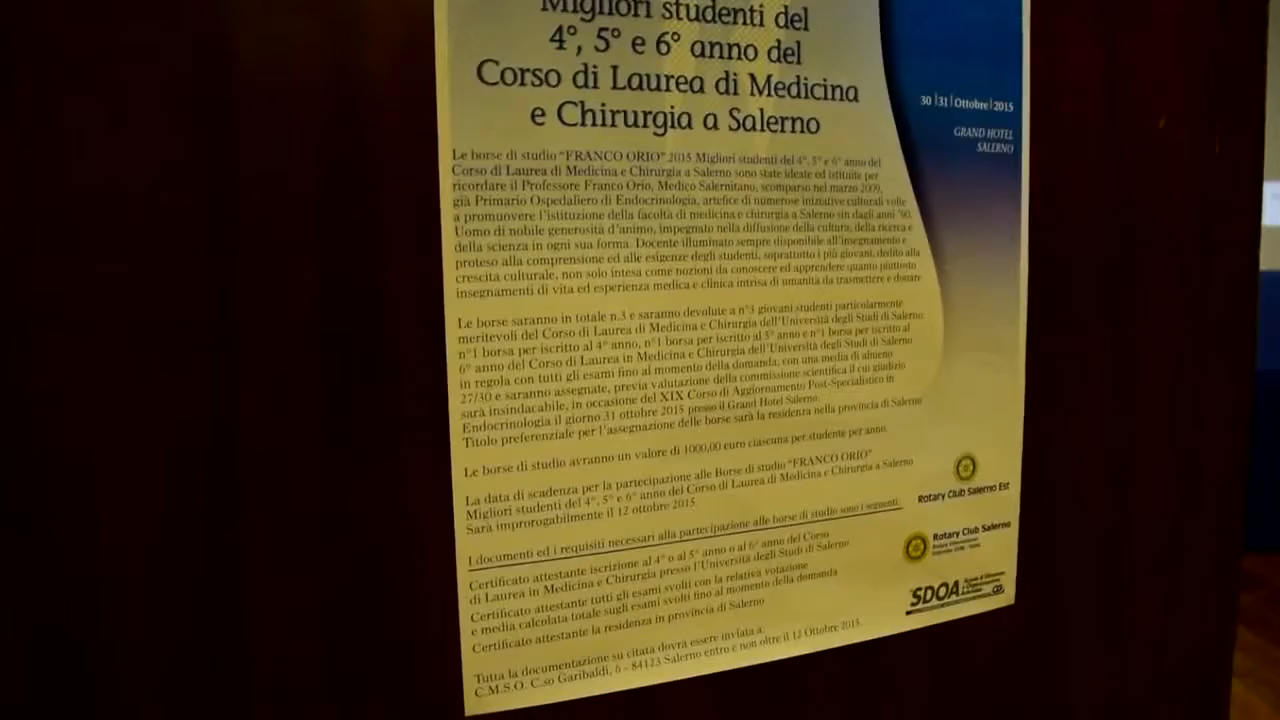 Migliori studenti del
4°, 5° e 6° anno del
Corso di Laurea di Medicina
e Chirurgia a Salerno
30 | 31 | Ottobre | 2015
GRAND HOTEL
SALERNO
Le borse di studio "FRANCO ORIO" 2015 Migliori studenti del 4°, 5° e 6° anno del
Corso di Laurea di Medicina e Chirurgia a Salerno sono state ideate ed istituite per
ricordare il Professore Franco Orio, Medico Salernitano, scomparso nel marzo 2009,
già Primario Ospedaliero di Endocrinologia, artefice di numerose iniziative culturali volte
a promuovere l'istituzione della facoltà di medicina e chirurgia a Salerno sin dagli anni '90.
Uomo di nobile generosità d'animo, impegnato nella diffusione della cultura, della ricerca e
della scienza in ogni sua forma. Docente illuminato sempre disponibile all'insegnamento e
proteso alla comprensione ed alle esigenze degli studenti, soprattutto i più giovani, dedito alla
crescita culturale, non solo intesa come nozioni da conoscere ed apprendere quanto piuttosto
insegnamenti di vita ed esperienza medica e clinica intrisa di umanità da trasmettere e donare
Le borse saranno in totale n.3 e saranno devolute a n°3 giovani studenti particolarmente
meritevoli del Corso di Laurea di Medicina e Chirurgia dell'Università degli Studi di Salerno
n°1 borsa per iscritto al 4° anno, n°1 borsa per iscritto al 5° anno e n°1 borsa per iscritto al
6° anno del Corso di Laurea in Medicina e Chirurgia dell'Università degli Studi di Salerno
in regola con tutti gli esami fino al momento della domanda, con una media di almeno
27/30 e saranno assegnate, previa valutazione della commissione scientifica il cui giudizio
sarà insindacabile, in occasione del XIX Corso di Aggiornamento Post-Specialistico in
Endocrinologia il giorno 31 ottobre 2015 presso il Grand Hotel Salerno.
Titolo preferenziale per l'assegnazione delle borse sarà la residenza nella provincia di Salerno
Le borse di studio avranno un valore di 1000,00 euro ciascuna per studente per anno.
La data di scadenza per la partecipazione alle Borse di studio "FRANCO ORIO"
Migliori studenti del 4°, 5° e 6° anno del Corso di Laurea di Medicina e Chirurgia a Salerno
Sarà improrogabilmente il 12 ottobre 2015
I documenti ed i requisiti necessari alla partecipazione alle borse di studio sono i seguenti:
Certificato attestante iscrizione al 4° o al 5° anno o al 6° anno del Corso
di Laurea in Medicina e Chirurgia presso l'Università degli Studi di Salerno
Certificato attestante tutti gli esami svolti con la relativa votazione
e media calcolata totale sugli esami svolti fino al momento della domanda
Certificato attestante la residenza in provincia di Salerno
Tutta la documentazione su citata dovrà essere inviata a:
C.M.S.O. C.so Garibaldi, 6 - 84123 Salerno entro e non oltre il 12 Ottobre 2015.
Rotary Club Salerno Est
Rotary Club Salerno
SDOA